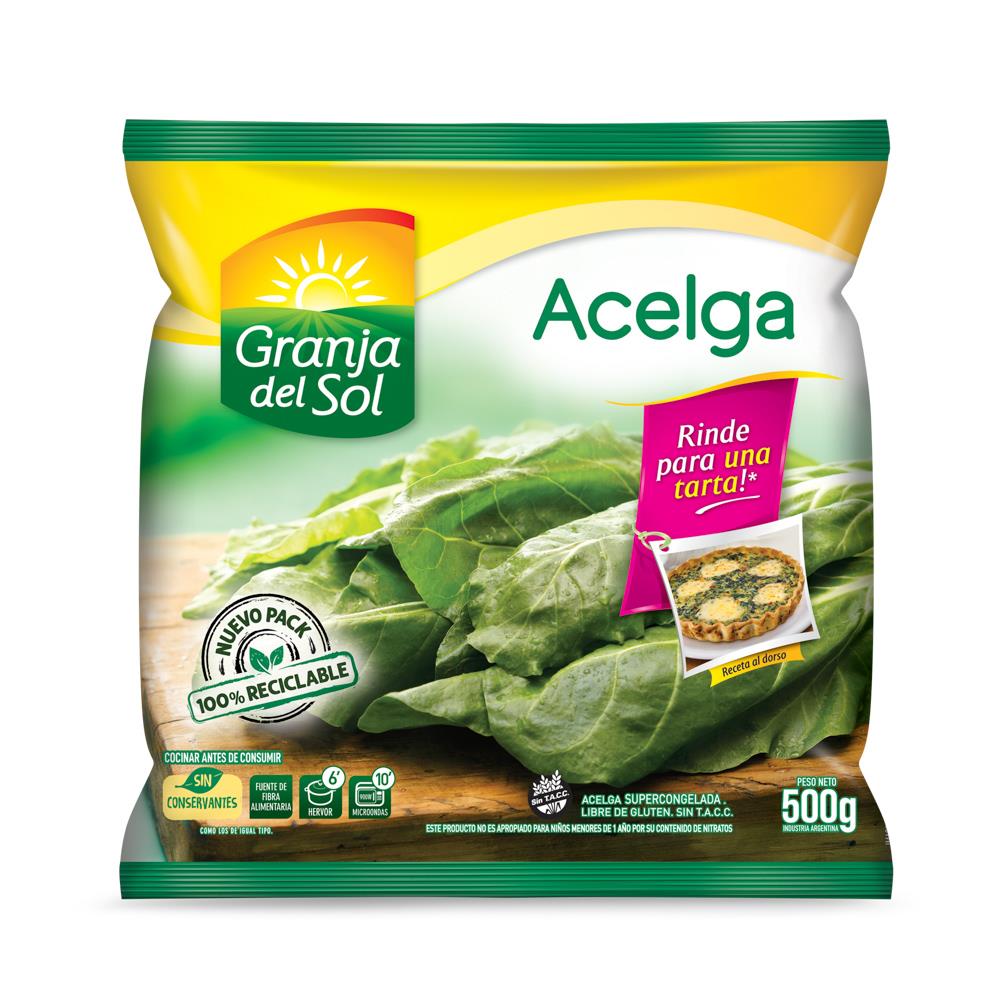 Granja
del Sol
Acelga
Rinde
para una
tarta!*
Receta al dorso
NUEVO PACK
100% RECICLABLE
COCINAR ANTES DE CONSUMIR
SIN
CONSERVANTES
COMO LOS DE IGUAL TIPO.
FUENTE DE
FIBRA
ALIMENTARIA
6'
HERVOR
10'
900W
MICROONDAS
Sin T.A.C.C.
ACELGA SUPERCONGELADA.
LIBRE DE GLUTEN. SIN T.A.C.C.
ESTE PRODUCTO NO ES APROPIADO PARA NIÑOS MENORES DE 1 AÑO POR SU CONTENIDO DE NITRATOS
PESO NETO
500g
INDUSTRIA ARGENTINA